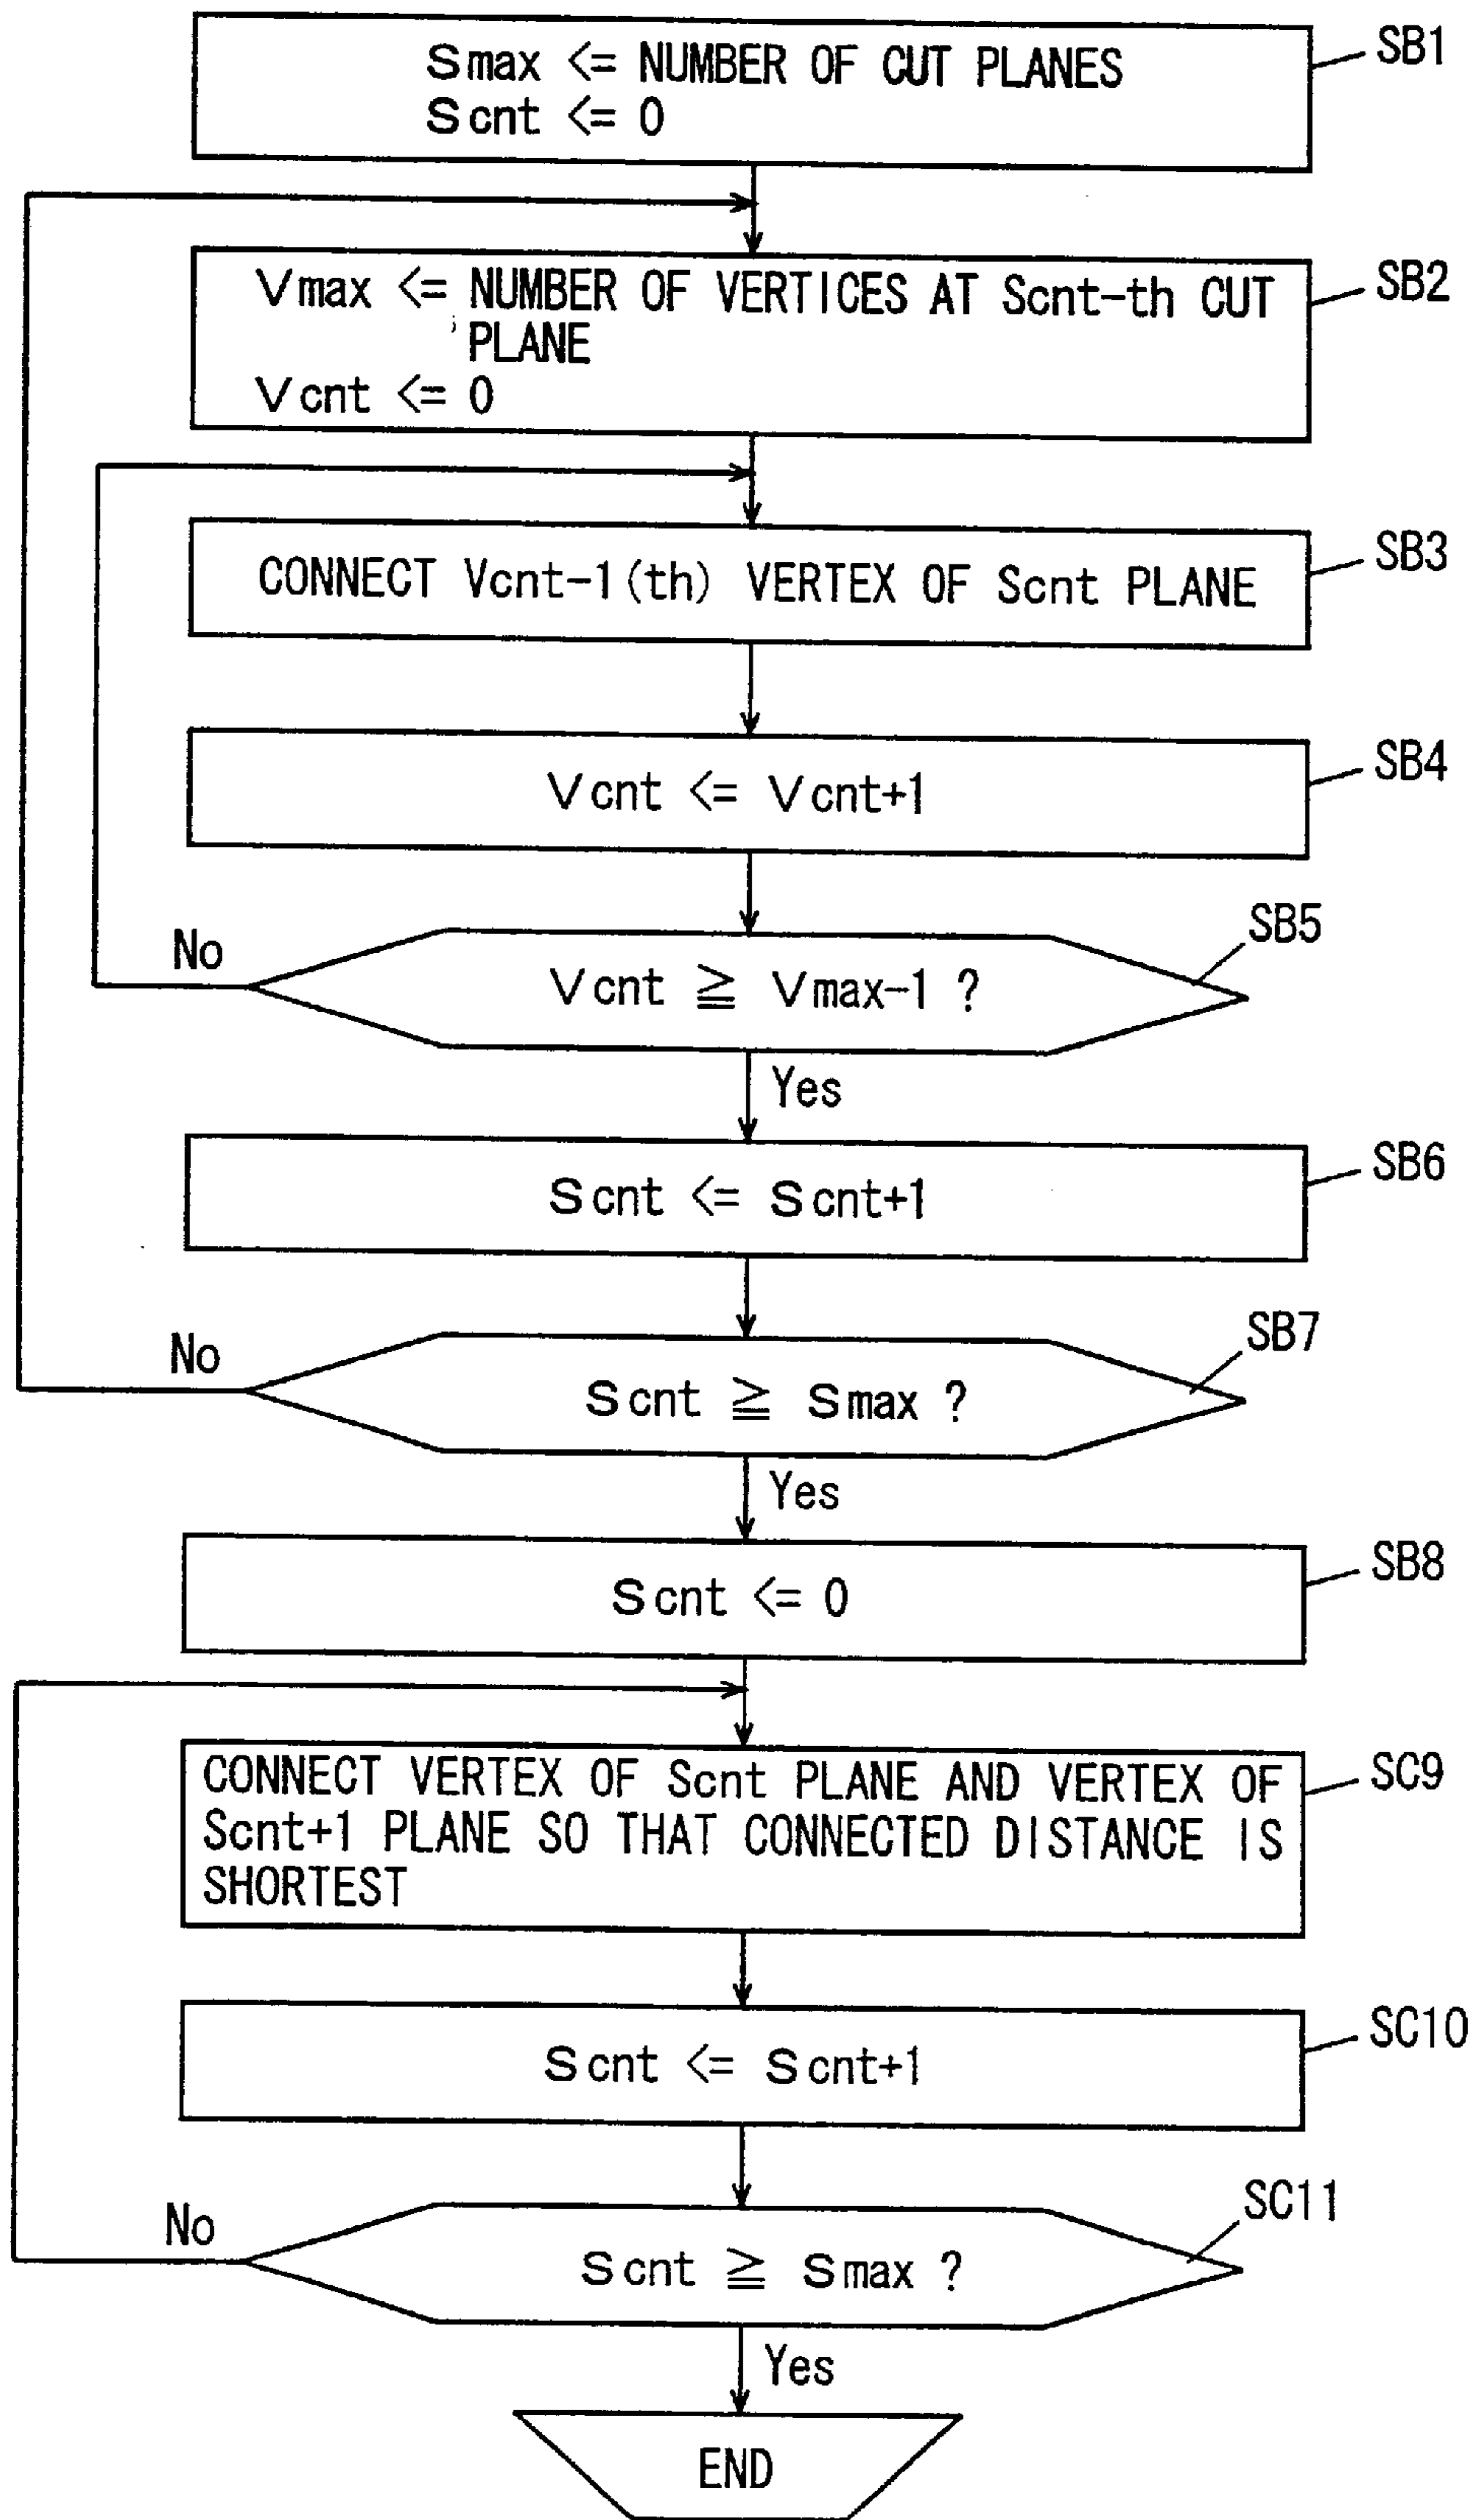 Smax <= NUMBER OF CUT PLANES
SB1
Scnt <= 0
Vmax <= NUMBER OF VERTICES AT Scnt-th CUT
SB2
PLANE
Vcnt <= 0
CONNECT Vcnt-1(th) VERTEX OF Scnt PLANE
SB3
Vcnt <= Vcnt+1
SB4
No
Vcnt ≧ Vmax-1 ?
SB5
Yes
Scnt <= Scnt+1
SB6
No
Scnt ≧ Smax ?
SB7
Yes
Scnt <= 0
SB8
CONNECT VERTEX OF Scnt PLANE AND VERTEX OF
SC9
Scnt+1 PLANE SO THAT CONNECTED DISTANCE IS
SHORTEST
Scnt <= Scnt+1
SC10
No
Scnt ≧ Smax ?
SC11
Yes
END